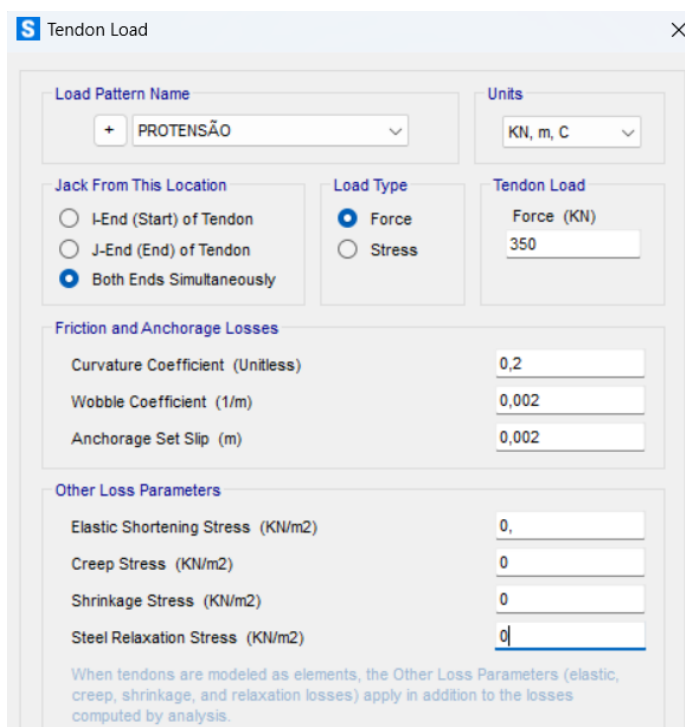 S Tendon Load
Load Pattern Name
+ PROTENSÃO
Units
KN, m, C
Jack From This Location
I-End (Start) of Tendon
J-End (End) of Tendon
Both Ends Simultaneously
Load Type
Force
Stress
Tendon Load
Force (KN)
350
Friction and Anchorage Losses
Curvature Coefficient (Unitless) 0,2
Wobble Coefficient (1/m) 0,002
Anchorage Set Slip (m) 0,002
Other Loss Parameters
Elastic Shortening Stress (KN/m2) 0,
Creep Stress (KN/m2) 0
Shrinkage Stress (KN/m2) 0
Steel Relaxation Stress (KN/m2) 0
When tendons are modeled as elements, the Other Loss Parameters (elastic,
creep, shrinkage, and relaxation losses) apply in addition to the losses
computed by analysis.